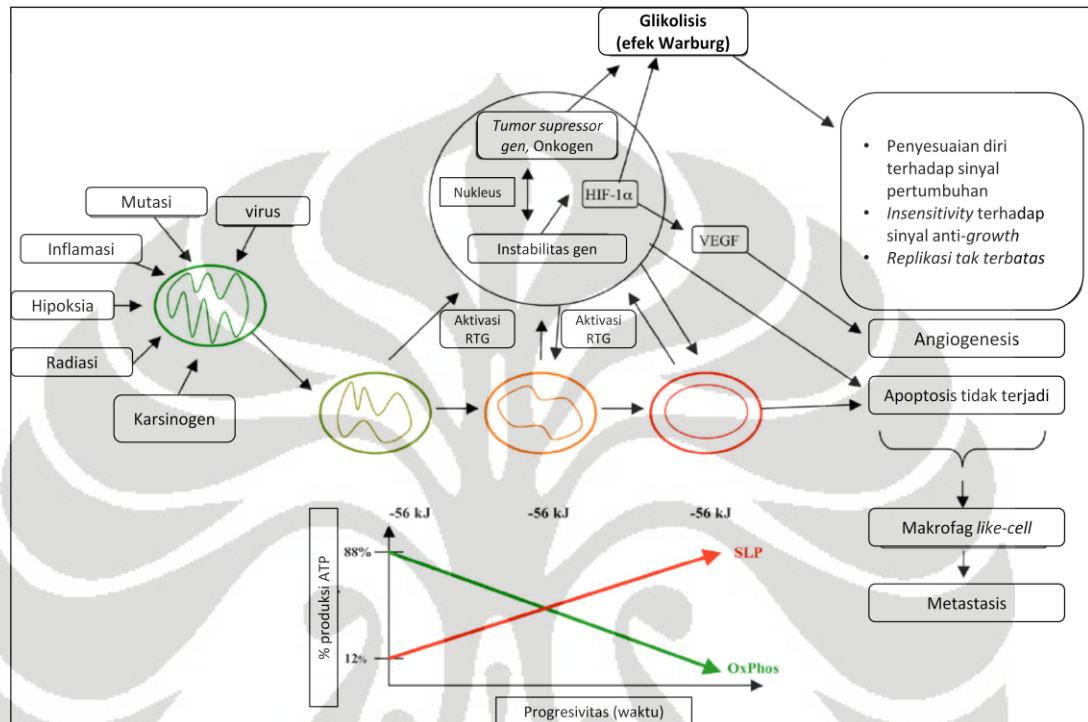 Glikolisis
(efek Warburg)
Tumor supressor
gen, Onkogen
Nukleus
HIF-1α
Instabilitas gen
VEGF
Mutasi
virus
Inflamasi
Hipoksia
Radiasi
Karsinogen
Aktivasi
RTG
Aktivasi
RTG
• Penyesuaian diri
terhadap sinyal
pertumbuhan
• Insensitivity terhadap
sinyal anti-growth
• Replikasi tak terbatas
Angiogenesis
Apoptosis tidak terjadi
Makrofag like-cell
Metastasis
-56 kJ
-56 kJ
-56 kJ
% produksi ATP
88%
12%
SLP
OxPhos
Progresivitas (waktu)